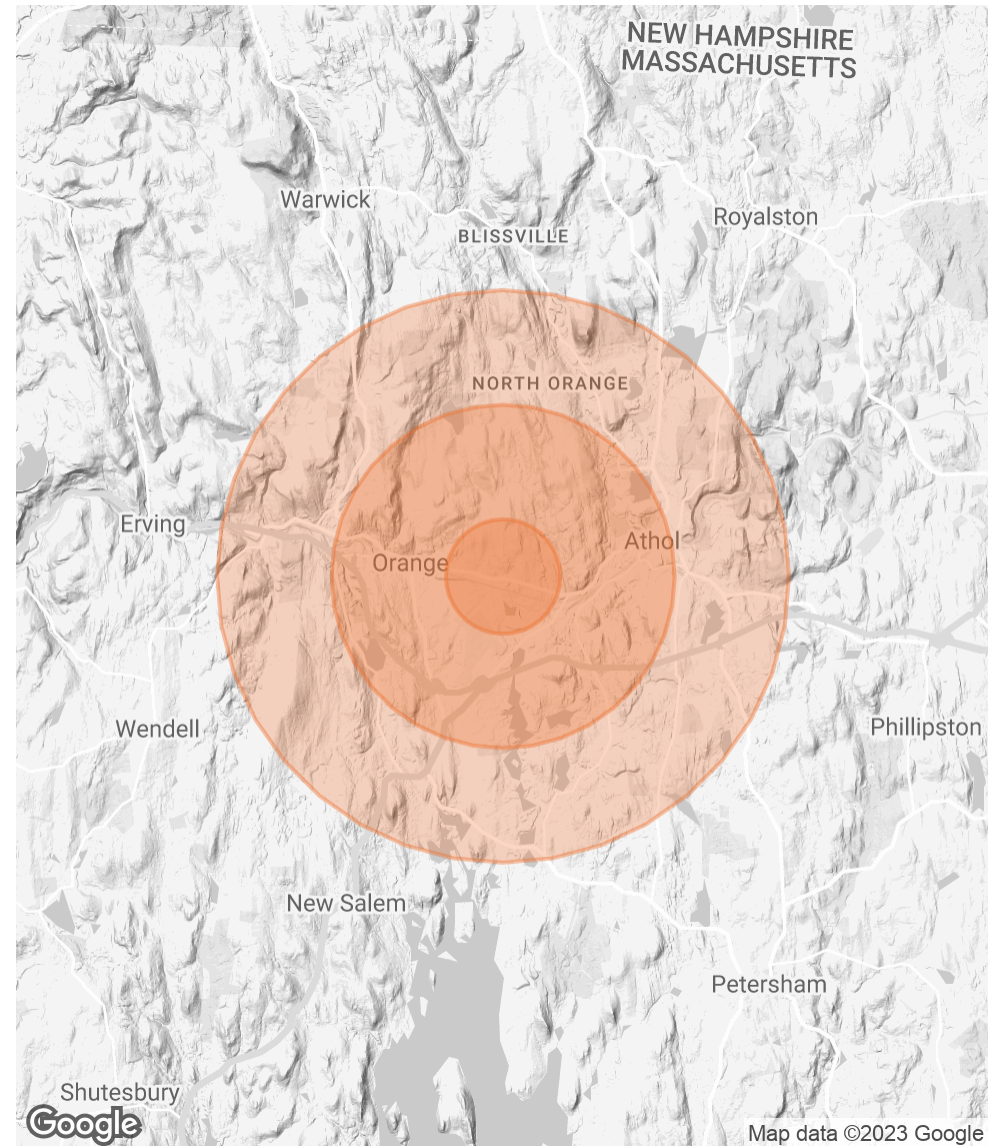 NEW HAMPSHIRE
MASSACHUSETTS
Warwick
Royalston
BLISSVILLE
NORTH ORANGE
Erving
Athol
Orange
Wendell
Phillipston
New Salem
Petersham
Shutesbury
Google
Map data ©2023 Google